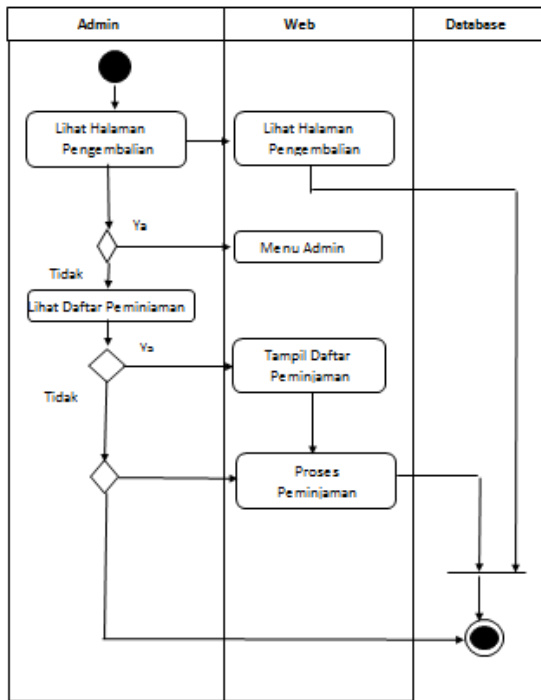 Admin
Web
Database
Lihat Halaman
Pengembalian
Lihat Halaman
Pengembalian
Ya
Menu Admin
Tidak
Lihat Daftar Peminjaman
Ya
Tampil Daftar
Peminjaman
Tidak
Proses
Peminjaman